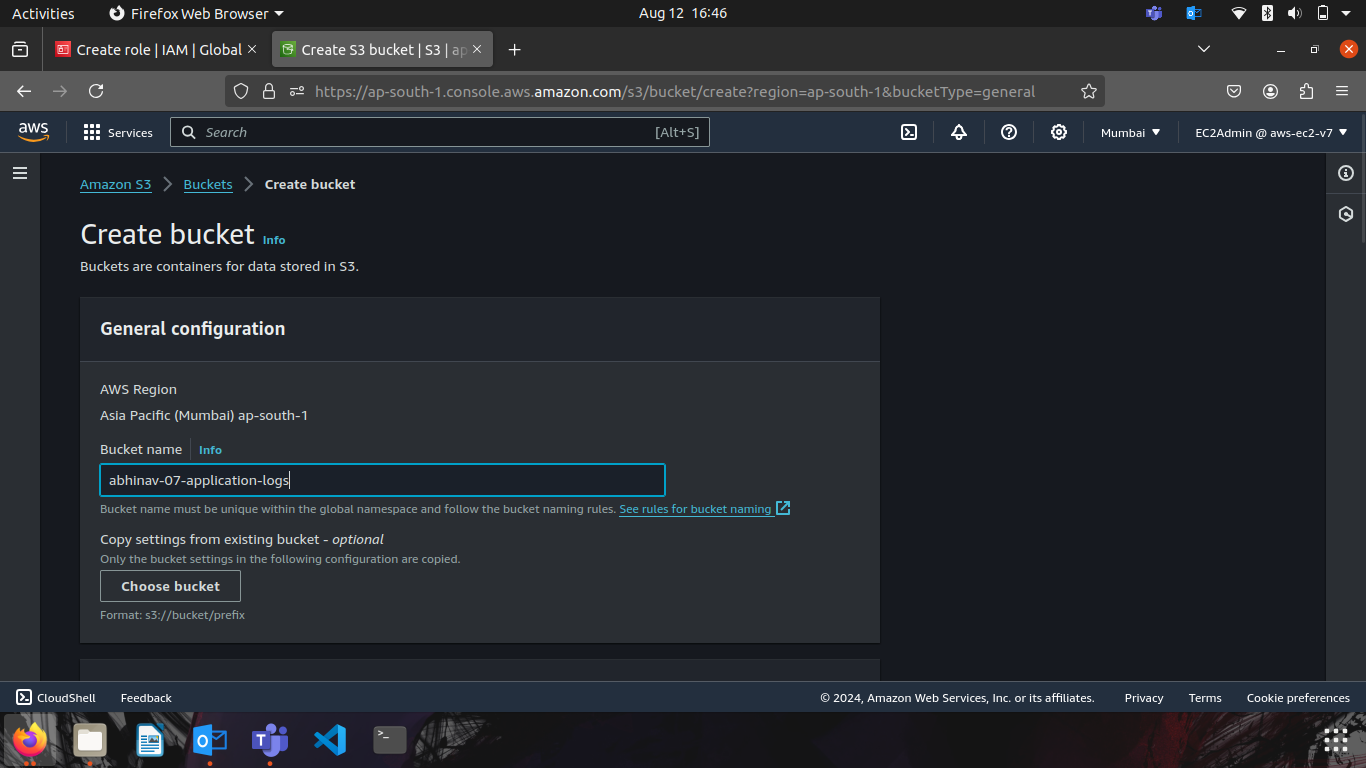 Activities Firefox Web Browser Aug 12 16:46
Create role | IAM | Global Create S3 bucket | S3 | ap
https://ap-south-1.console.aws.amazon.com/s3/bucket/create?region=ap-south-1&bucketType=general
aws Services Search [Alt+S] Mumbai EC2Admin @ aws-ec2-v7
Amazon S3 Buckets Create bucket
Create bucket Info
Buckets are containers for data stored in S3.
General configuration
AWS Region
Asia Pacific (Mumbai) ap-south-1
Bucket name Info
abhinav-07-application-logs
Bucket name must be unique within the global namespace and follow the bucket naming rules. See rules for bucket naming
Copy settings from existing bucket - optional
Only the bucket settings in the following configuration are copied.
Choose bucket
Format: s3://bucket/prefix
CloudShell Feedback © 2024, Amazon Web Services, Inc. or its affiliates. Privacy Terms Cookie preferences